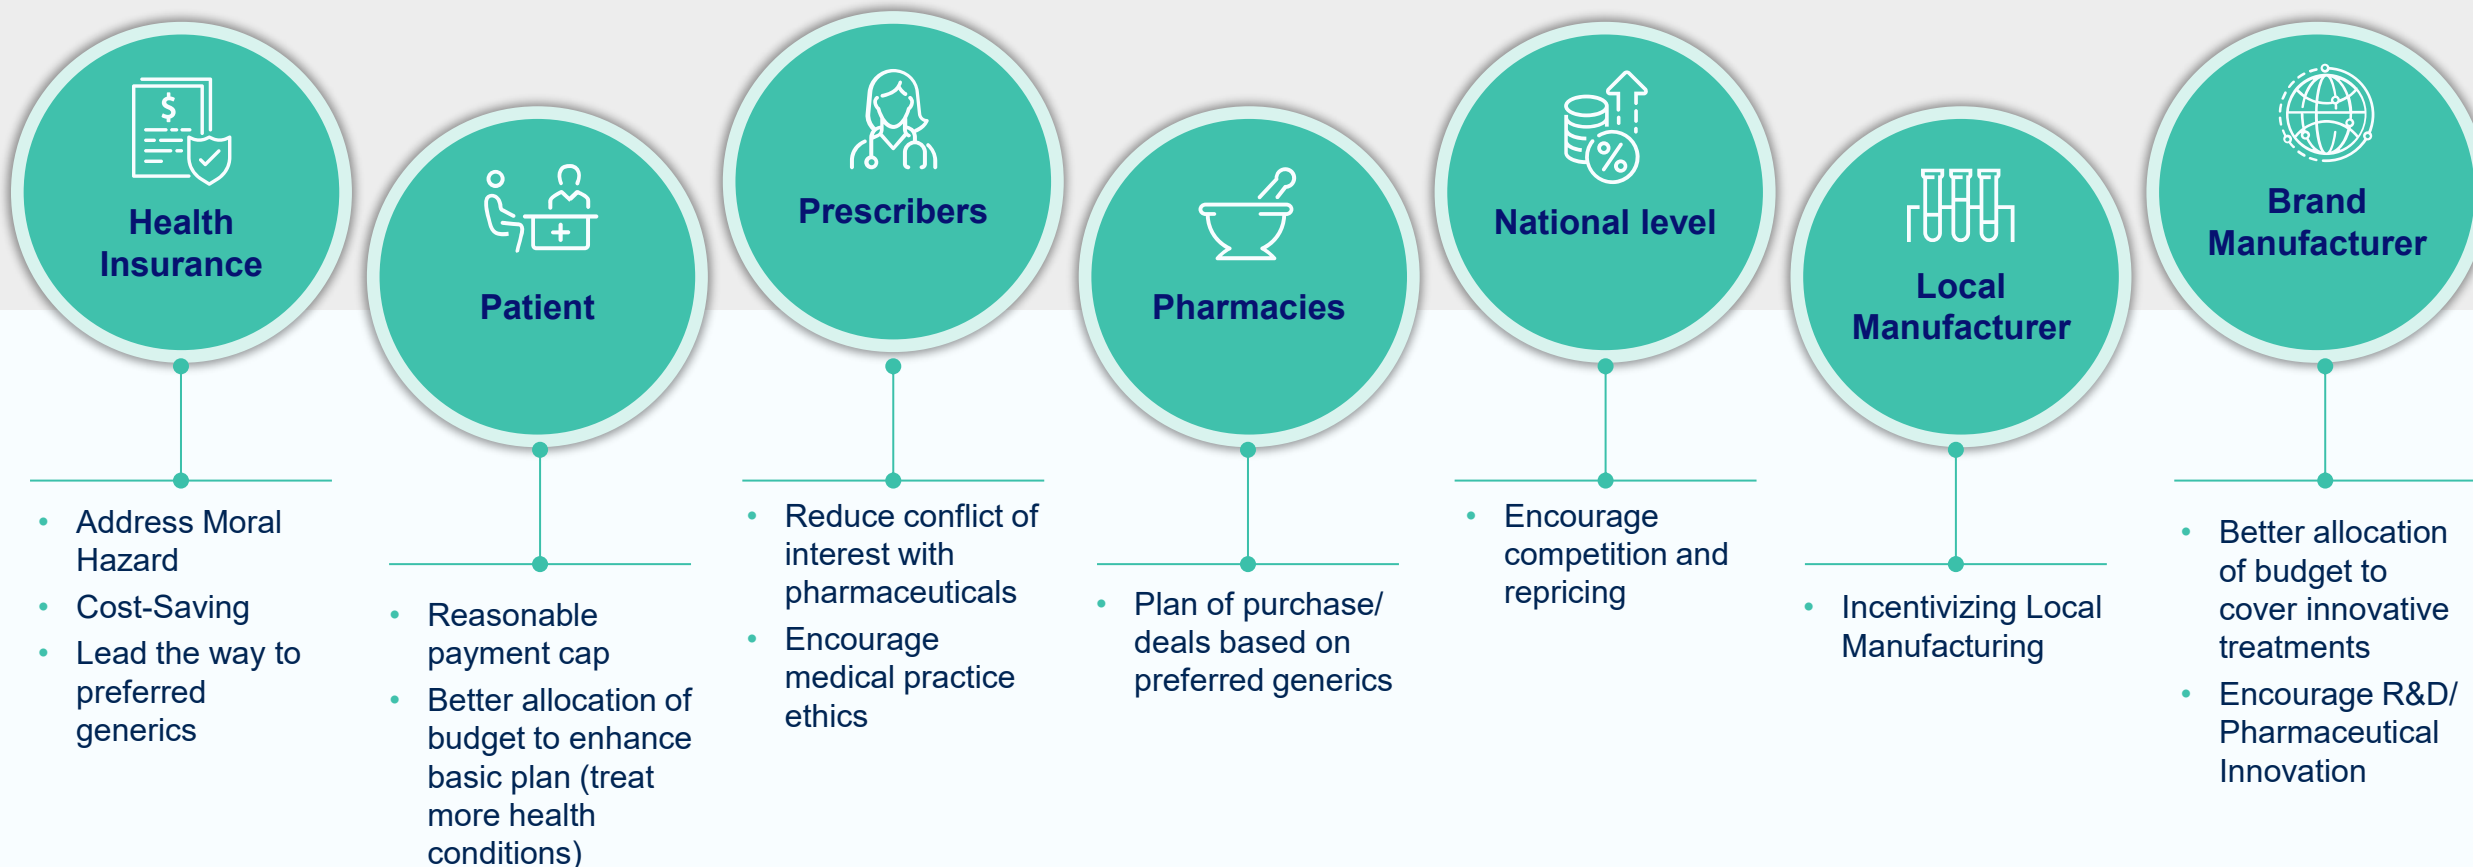 Health
Insurance
• Address Moral
Hazard
• Cost-Saving
• Lead the way to
preferred
generics
Patient
• Reasonable
payment cap
• Better allocation of
budget to enhance
basic plan (treat
more health
conditions)
Prescribers
• Reduce conflict of
interest with
pharmaceuticals
• Encourage
medical practice
ethics
Pharmacies
• Plan of purchase/
deals based on
preferred generics
National level
• Encourage
competition and
repricing
Local
Manufacturer
• Incentivizing Local
Manufacturing
Brand
Manufacturer
• Better allocation
of budget to
cover innovative
treatments
• Encourage R&D/
Pharmaceutical
Innovation